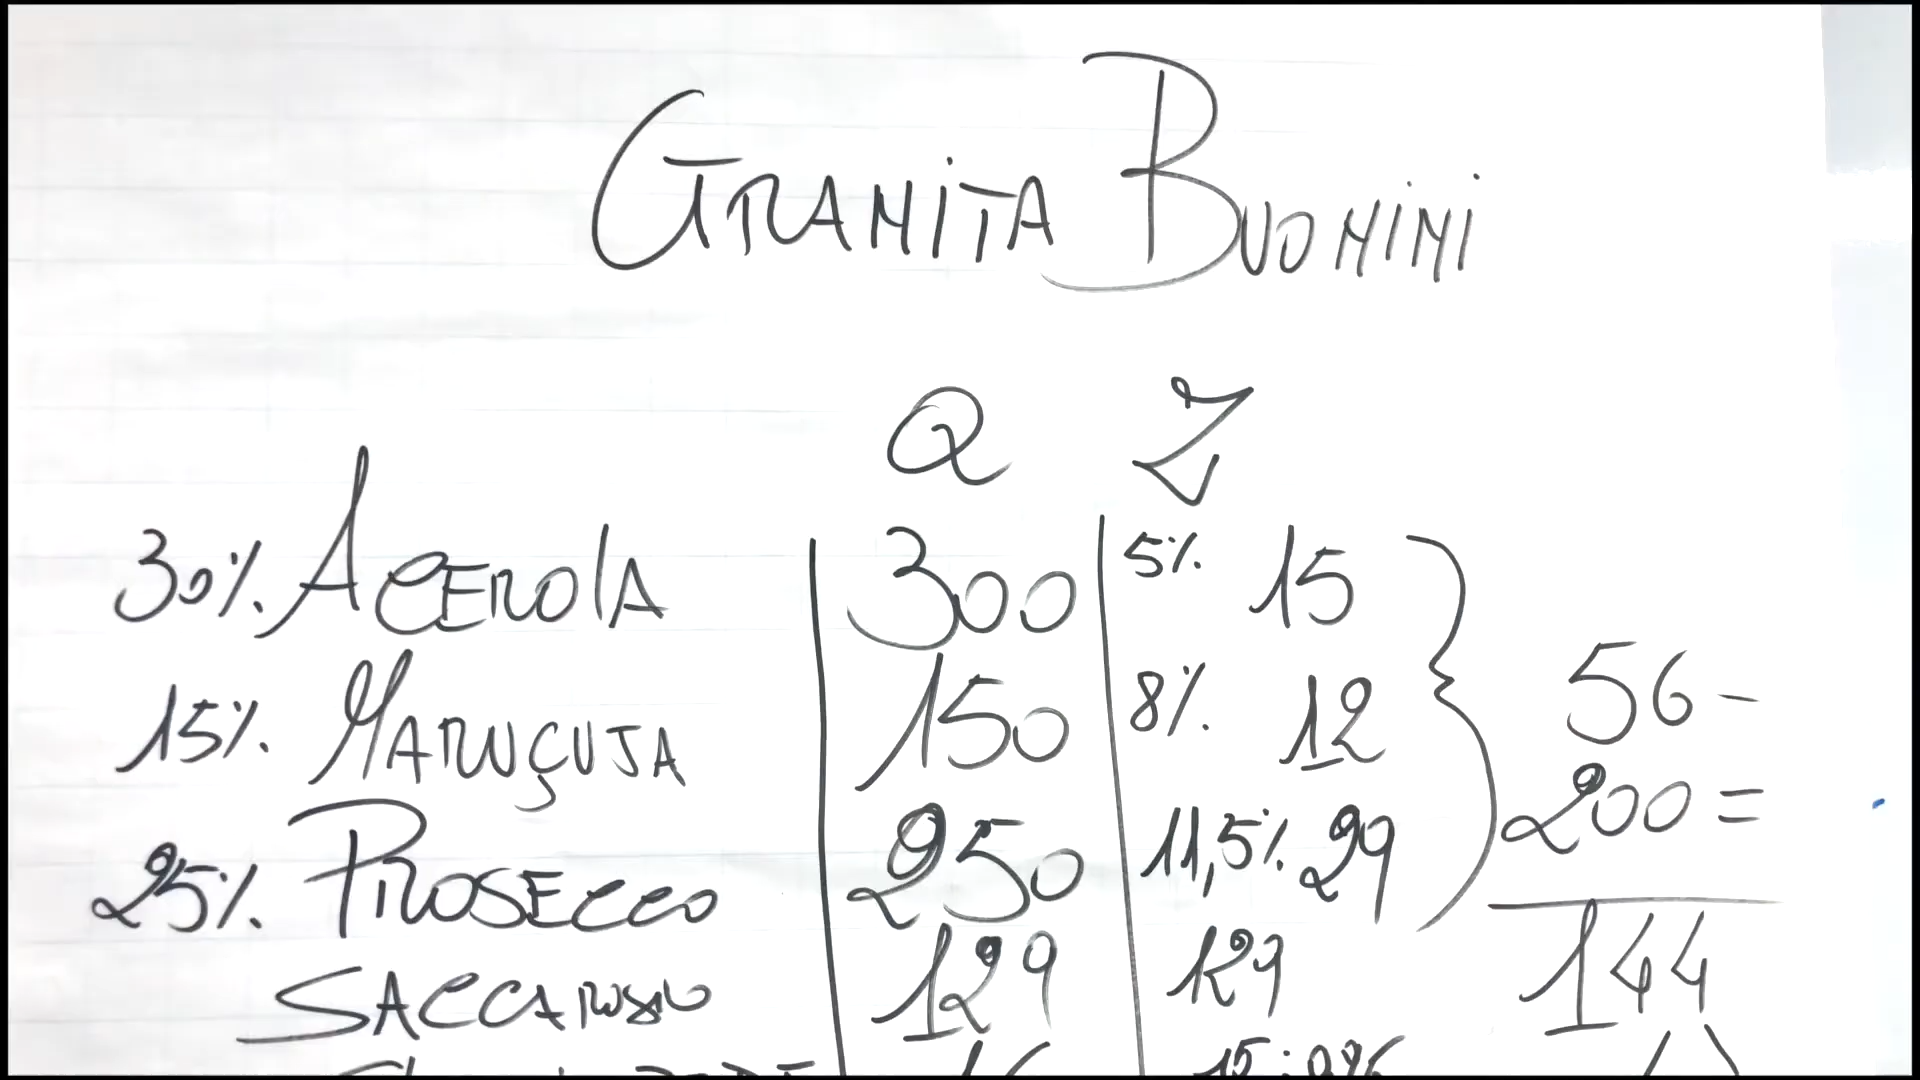 GRANITA BUONINI
Q Z
30% ACEROLA 300 5% 15
15% MARUÇUJA 150 8% 12 56 -
200 =
25% PROSECCO 250 11,5% 29
SACCAROSIO 129 129 144